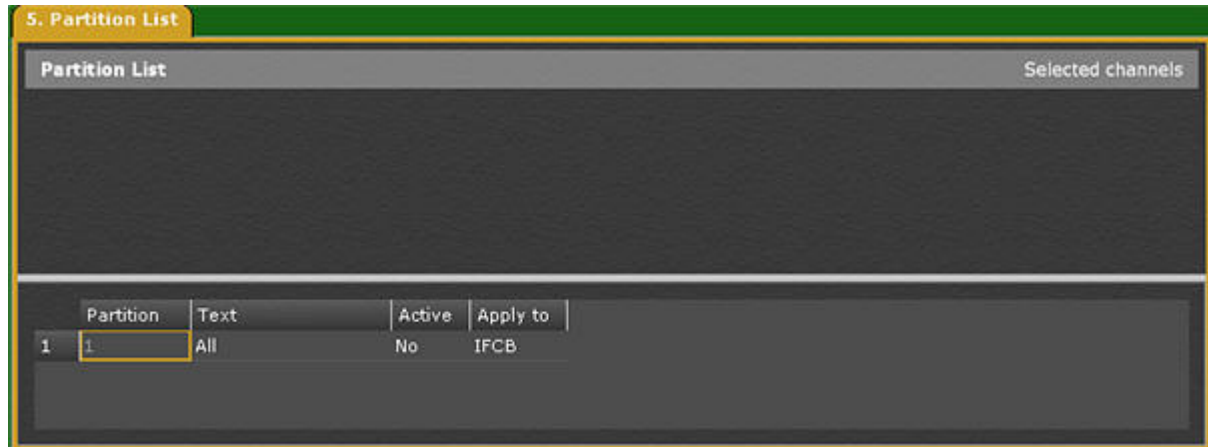 5. Partition List
Partition List Selected channels
Partition Text Active Apply to
1 1 All No IFCB